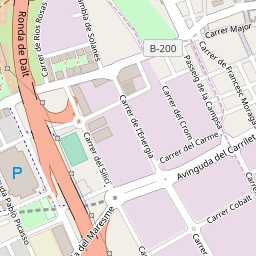 Ronda de Dalt
Carrer de Ríos Rosas
Rambla de Solanes
B-200
Carrer Major
Carrer de Francesc Moragas
Passeig de la Campsa
Carrer del Crom
Carrer de l'Energia
Carrer del Carme
Carrer del Silici
Avinguda del Carrilet
P
Pablo Picasso
del Maresme
Carrer Cobalt